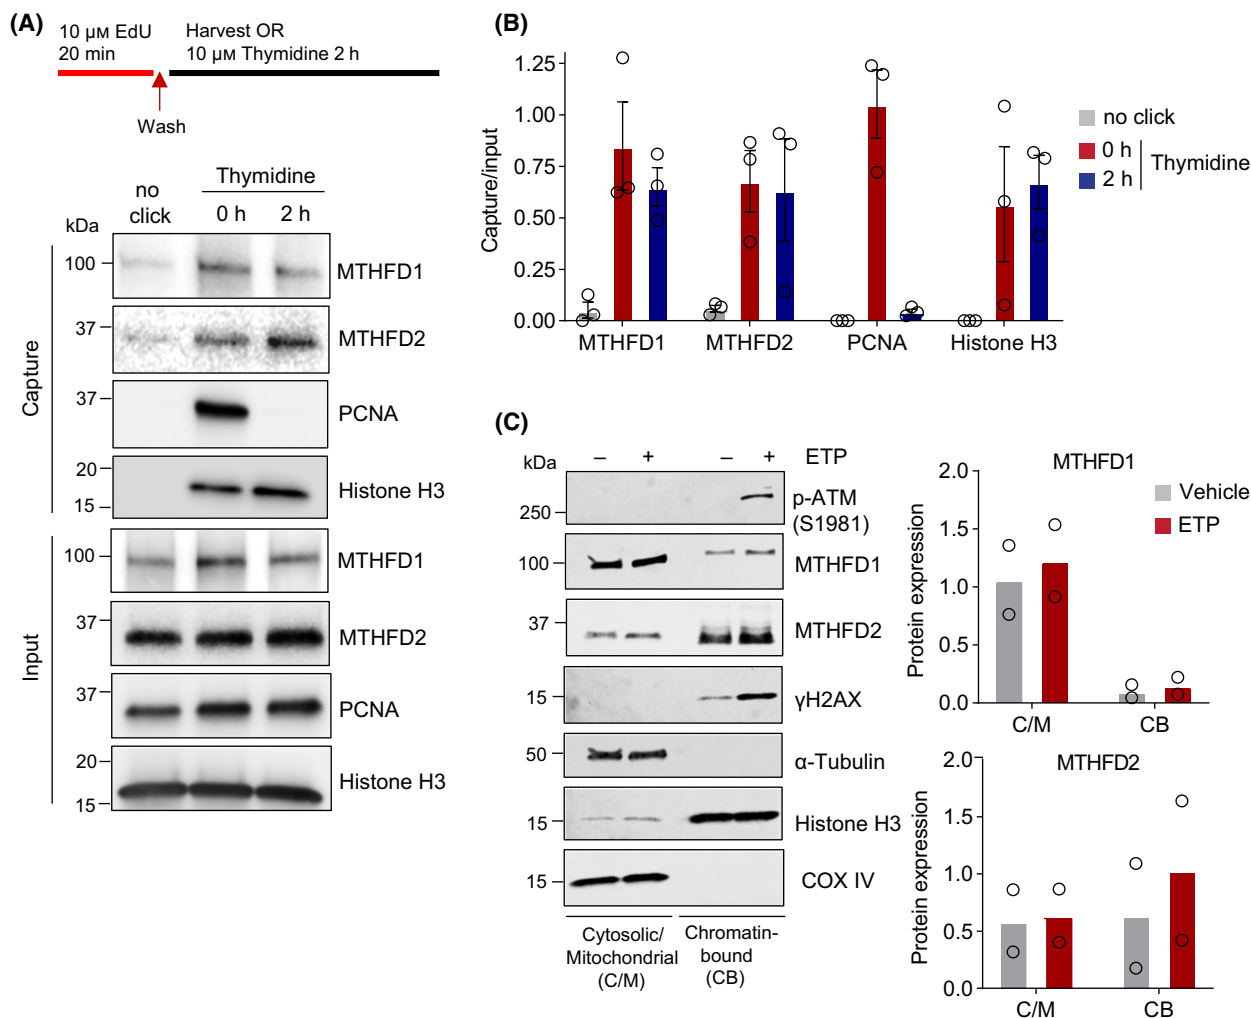 (A)
10 µM EdU
20 min
Harvest OR
10 µM Thymidine 2 h
Wash
Thymidine
no
click
0 h
2 h
kDa
Capture
100
MTHFD1
37
MTHFD2
37
PCNA
20
15
Histone H3
Input
100
MTHFD1
37
MTHFD2
37
PCNA
20
15
Histone H3
(B)
Capture/input
1.25
1.00
0.75
0.50
0.25
0.00
MTHFD1
MTHFD2
PCNA
Histone H3
no click
0 h
2 h
Thymidine
(C)
kDa
– + – + ETP
250
p-ATM
(S1981)
100
MTHFD1
37
MTHFD2
15
γH2AX
50
α-Tubulin
15
Histone H3
15
COX IV
Cytosolic/
Mitochondrial
(C/M)
Chromatin-
bound
(CB)
MTHFD1
Protein expression
2.0
1.5
1.0
0.5
0.0
C/M
CB
Vehicle
ETP
MTHFD2
Protein expression
2.0
1.5
1.0
0.5
0.0
C/M
CB